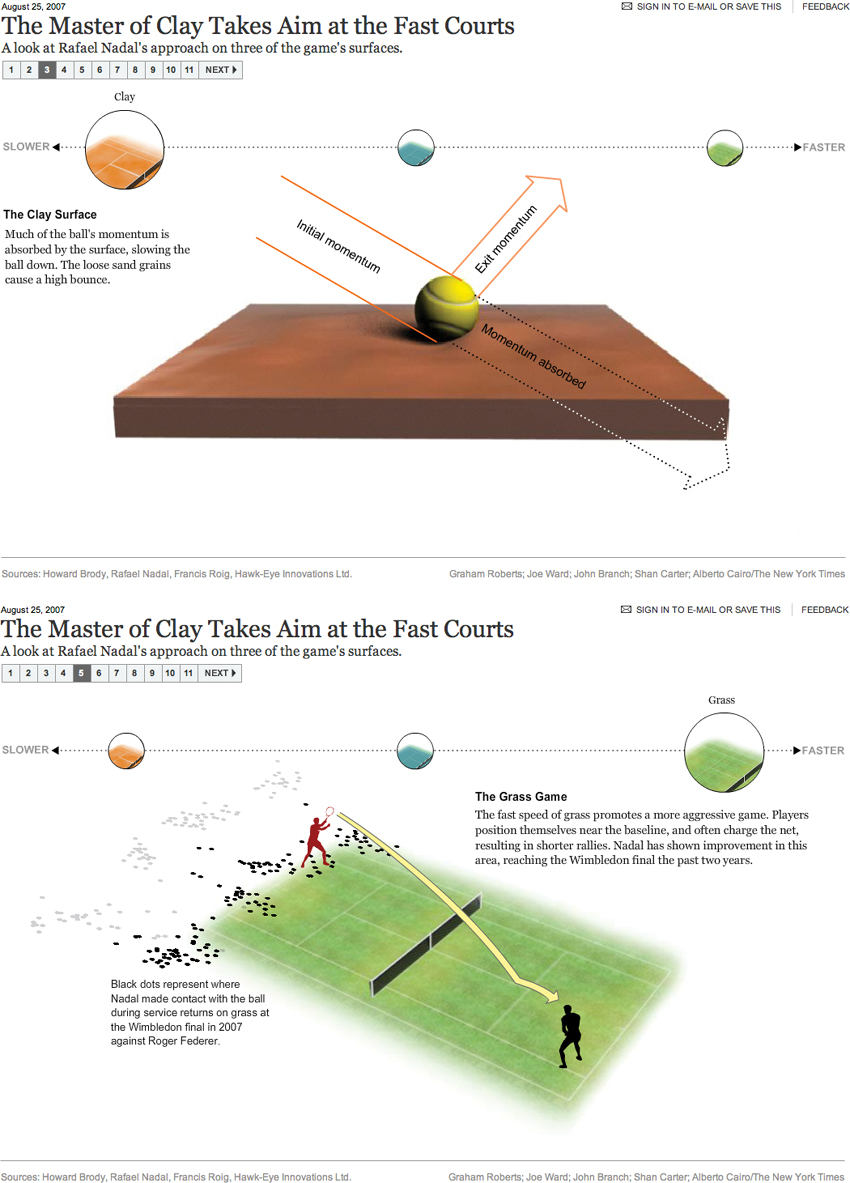 August 25, 2007
SIGN IN TO E-MAIL OR SAVE THIS
FEEDBACK
The Master of Clay Takes Aim at the Fast Courts
A look at Rafael Nadal's approach on three of the game's surfaces.
1 2 3 4 5 6 7 8 9 10 11 NEXT
Clay
SLOWER
FASTER
The Clay Surface
Much of the ball's momentum is
absorbed by the surface, slowing the
ball down. The loose sand grains
cause a high bounce.
Initial momentum
Exit momentum
Momentum absorbed
Sources: Howard Brody, Rafael Nadal, Francis Roig, Hawk-Eye Innovations Ltd.
Graham Roberts; Joe Ward; John Branch; Shan Carter; Alberto Cairo/The New York Times
August 25, 2007
SIGN IN TO E-MAIL OR SAVE THIS
FEEDBACK
The Master of Clay Takes Aim at the Fast Courts
A look at Rafael Nadal's approach on three of the game's surfaces.
1 2 3 4 5 6 7 8 9 10 11 NEXT
Grass
SLOWER
FASTER
The Grass Game
The fast speed of grass promotes a more aggressive game. Players
position themselves near the baseline, and often charge the net,
resulting in shorter rallies. Nadal has shown improvement in this
area, reaching the Wimbledon final the past two years.
Black dots represent where
Nadal made contact with the ball
during service returns on grass at
the Wimbledon final in 2007
against Roger Federer.
Sources: Howard Brody, Rafael Nadal, Francis Roig, Hawk-Eye Innovations Ltd.
Graham Roberts; Joe Ward; John Branch; Shan Carter; Alberto Cairo/The New York Times